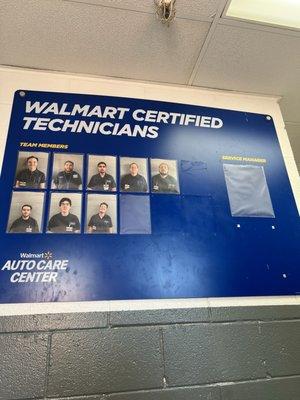 WALMART CERTIFIED
TECHNICIANS
TEAM MEMBERS
SERVICE MANAGER
Walmart
AUTO CARE
CENTER